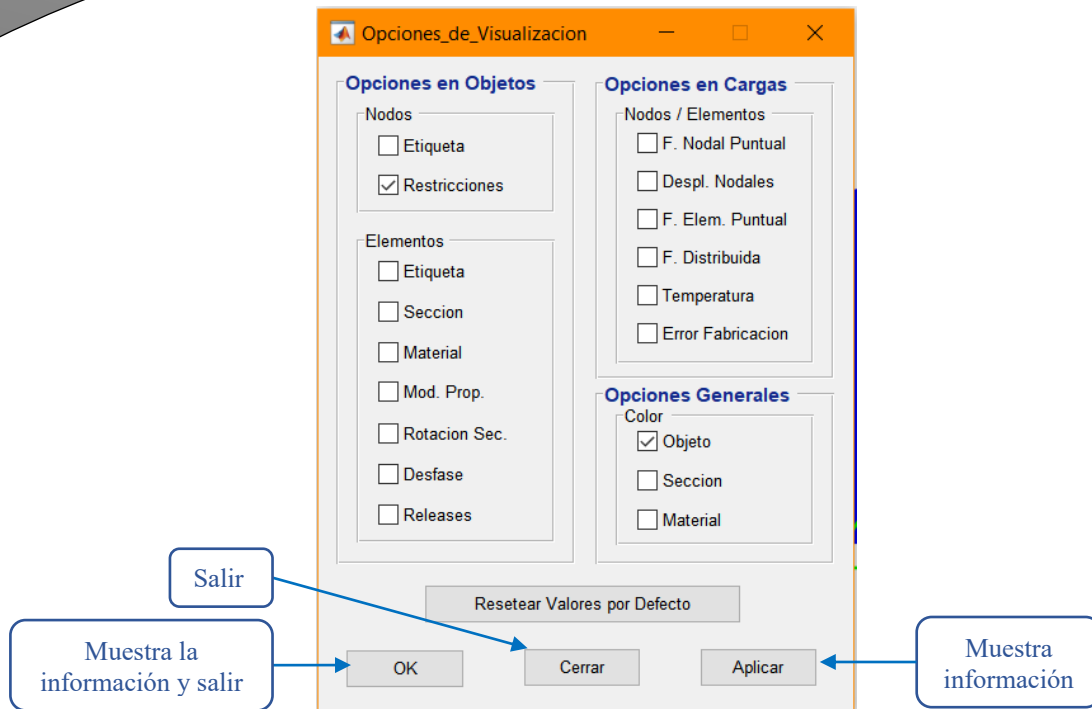 Opciones_de_Visualizacion
Opciones en Objetos
Nodos
Etiqueta
Restricciones
Elementos
Etiqueta
Seccion
Material
Mod. Prop.
Rotacion Sec.
Desfase
Releases
Opciones en Cargas
Nodos / Elementos
F. Nodal Puntual
Despl. Nodales
F. Elem. Puntual
F. Distribuida
Temperatura
Error Fabricacion
Opciones Generales
Color
Objeto
Seccion
Material
Resetear Valores por Defecto
OK
Cerrar
Aplicar
Salir
Muestra la
información y salir
Muestra
información